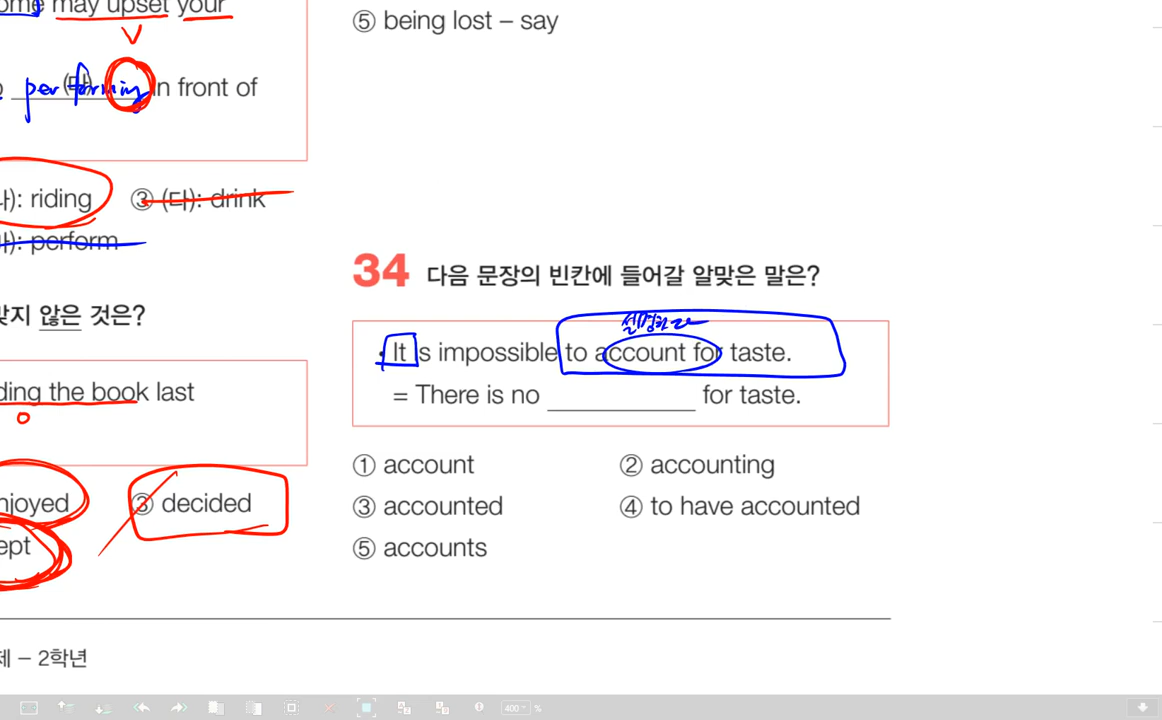 may upset your
⑤ being lost – say
performing in front of
): riding ③ (다): drink
): perform
34 다음 문장의 빈칸에 들어갈 알맞은 말은?
맞지 않은 것은?
설명하다
It is impossible to account for taste.
= There is no ____________ for taste.
ding the book last
① account ② accounting
③ accounted ④ to have accounted
⑤ accounts
njoyed ③ decided
ept
제 – 2학년
400 %